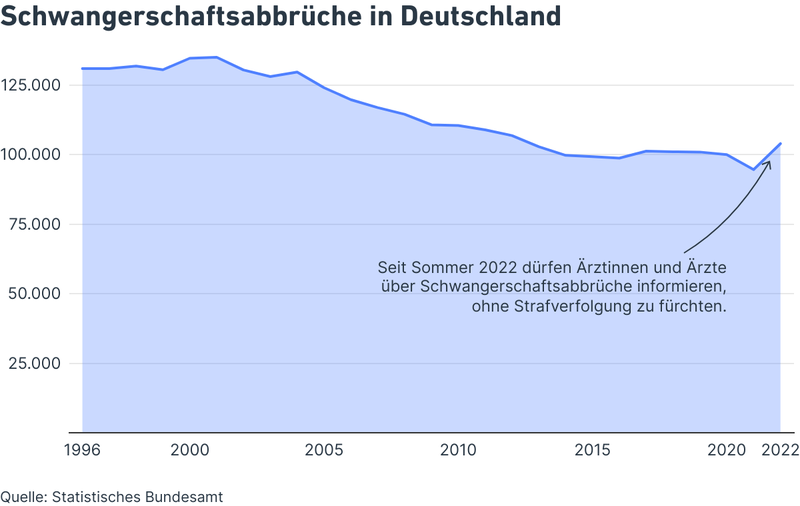 Schwangerschaftsabbrüche in Deutschland
125.000
100.000
75.000
50.000
25.000
Seit Sommer 2022 dürfen Ärztinnen und Ärzte
über Schwangerschaftsabbrüche informieren,
ohne Strafverfolgung zu fürchten.
1996 2000 2005 2010 2015 2020 2022
Quelle: Statistisches Bundesamt